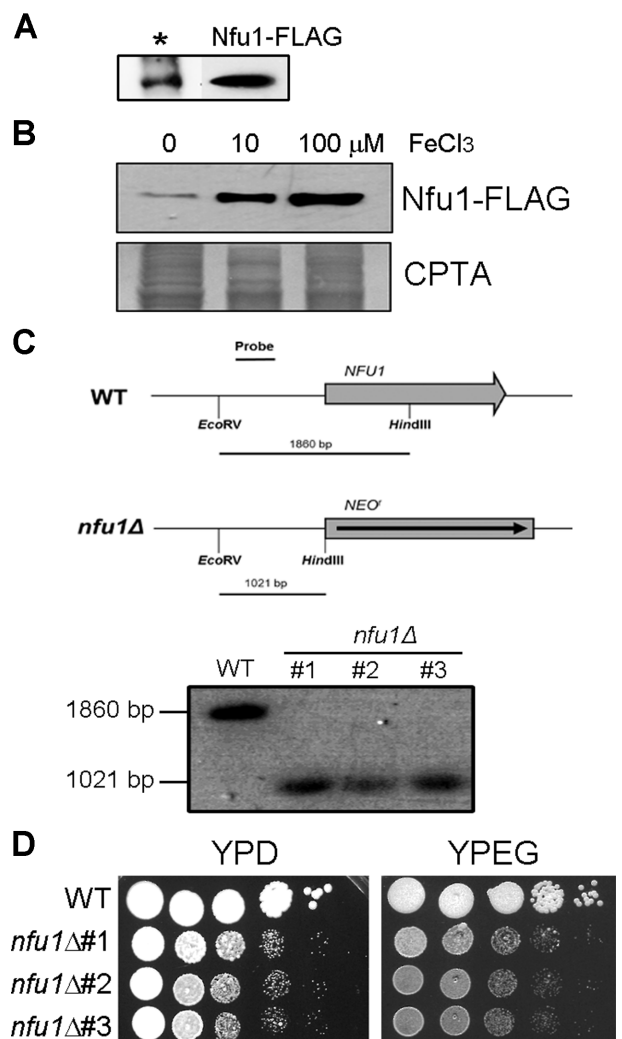 A
* Nfu1-FLAG
B
0 10 100 μM FeCl3
Nfu1-FLAG
CPTA
C
Probe
NFU1
WT
EcoRV HindIII
1860 bp
NEOr
nfu1Δ
EcoRV HindIII
1021 bp
nfu1Δ
WT #1 #2 #3
1860 bp
1021 bp
D
YPD YPEG
WT
nfu1Δ#1
nfu1Δ#2
nfu1Δ#3